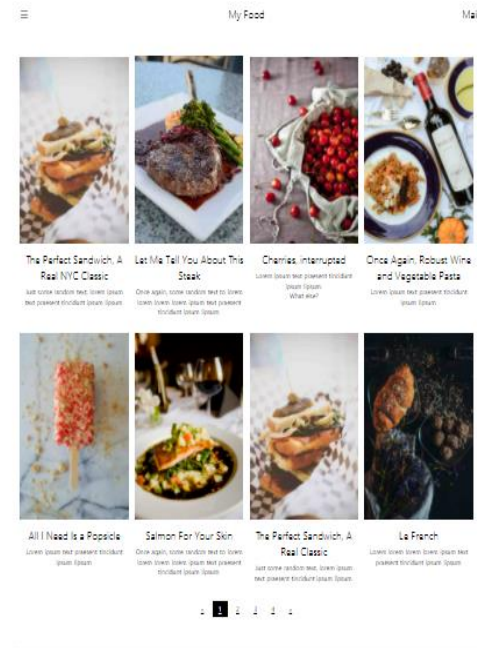 ☰
My Food
Mai
The Perfect Sandwich, A
Real NYC Classic
Just some random text, lorem ipsum
text praesent tincidunt ipsum lipsum.
Let Me Tell You About This
Steak
Once again, some random text to lorem
lorem lorem lorem ipsum text praesent
tincidunt ipsum lipsum.
Cherries, interrupted
Lorem ipsum text praesent tincidunt
ipsum lipsum.
What else?
Once Again, Robust Wine
and Vegetable Pasta
Lorem ipsum text praesent tincidunt
ipsum lipsum.
All I Need Is a Popsicle
Lorem ipsum text praesent tincidunt
ipsum lipsum.
Salmon For Your Skin
Once again, some random text to lorem
lorem lorem lorem ipsum text praesent
tincidunt ipsum lipsum.
The Perfect Sandwich, A
Real Classic
Just some random text, lorem ipsum
text praesent tincidunt ipsum lipsum.
Le French
Lorem lorem lorem lorem ipsum text
praesent tincidunt ipsum lipsum.
« 1 2 3 4 »